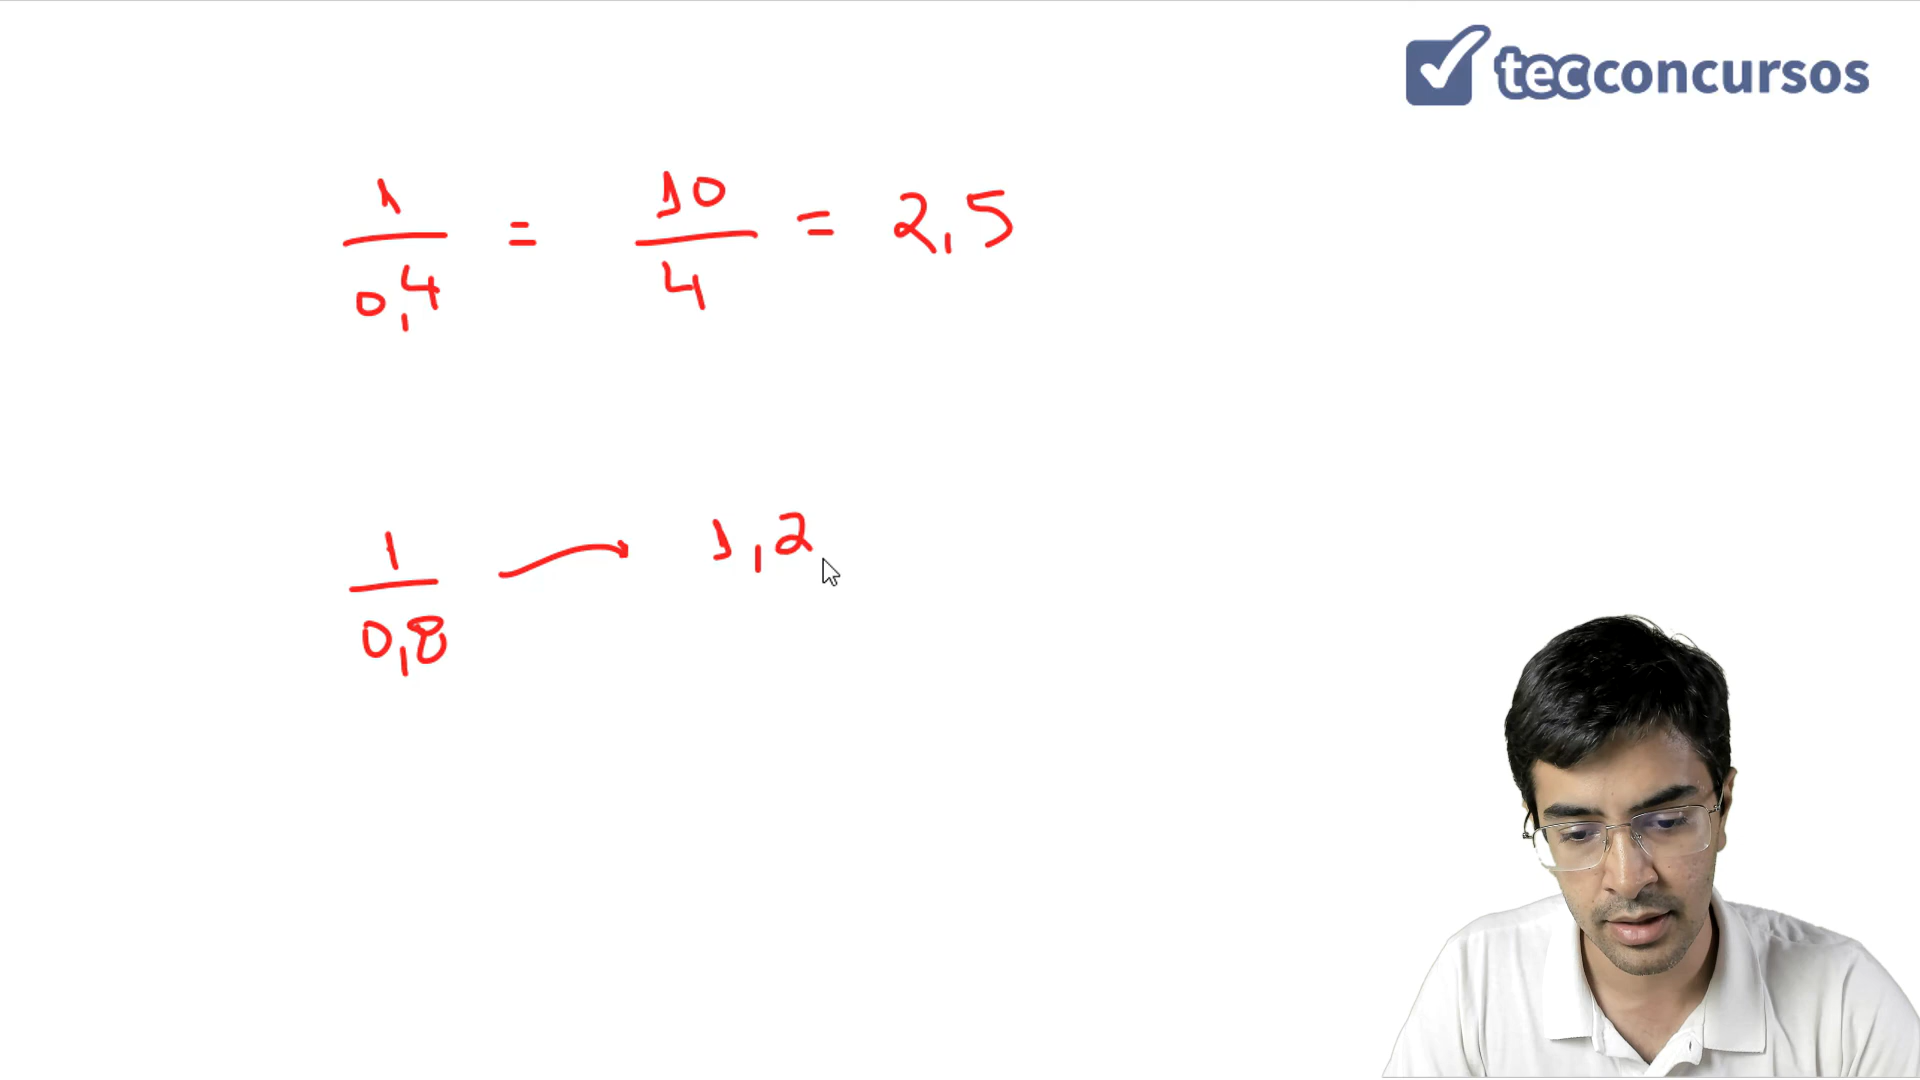 tecconcursos
1/0,4 = 10/4 = 2,5
1/0,8 → 1,2